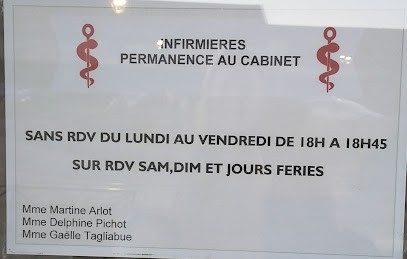 INFIRMIERES
PERMANENCE AU CABINET
SANS RDV DU LUNDI AU VENDREDI DE 18H A 18H45
SUR RDV SAM,DIM ET JOURS FERIES
Mme Martine Arlot
Mme Delphine Pichot
Mme Gaëlle Tagliabue